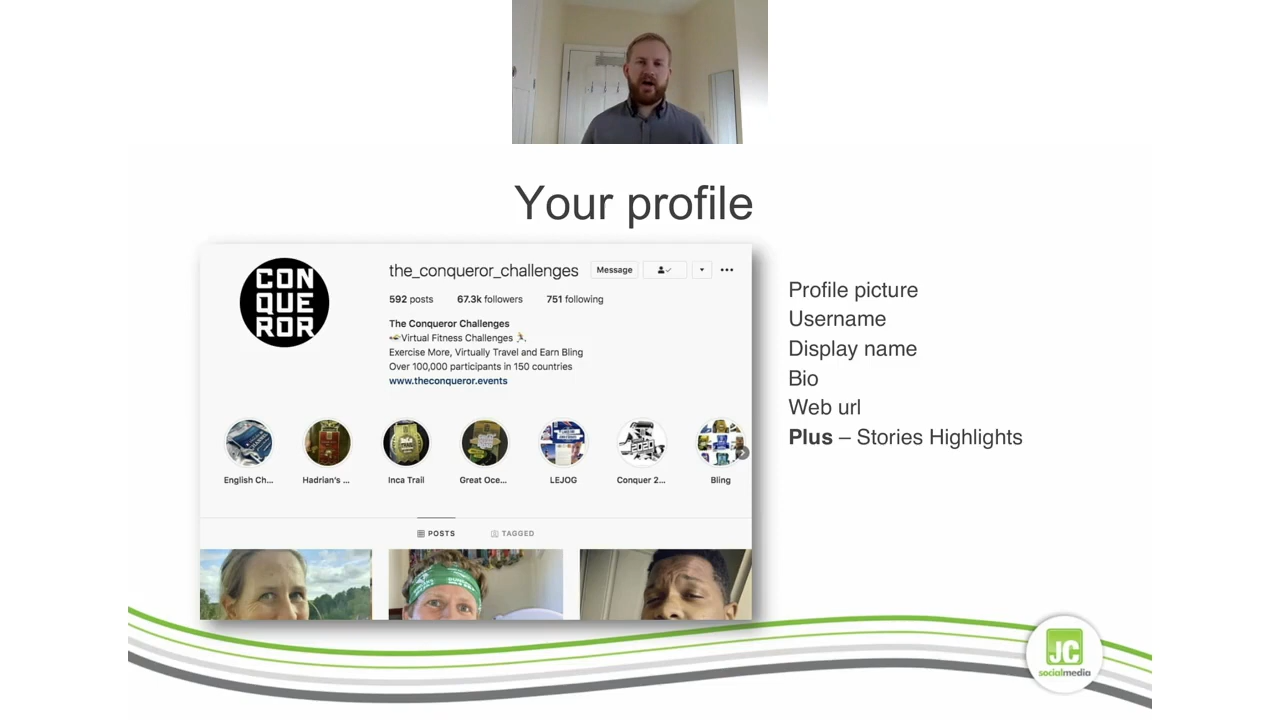 Your profile
CON
QUE
ROR
the_conqueror_challenges
Message
592 posts 67.3k followers 751 following
The Conqueror Challenges
Virtual Fitness Challenges
Exercise More, Virtually Travel and Earn Bling
Over 100,000 participants in 150 countries
www.theconqueror.events
English Ch... Hadrian's ... Inca Trail Great Oce... LEJOG Conquer 2... Bling
POSTS TAGGED
Profile picture
Username
Display name
Bio
Web url
Plus – Stories Highlights
JC
socialmedia